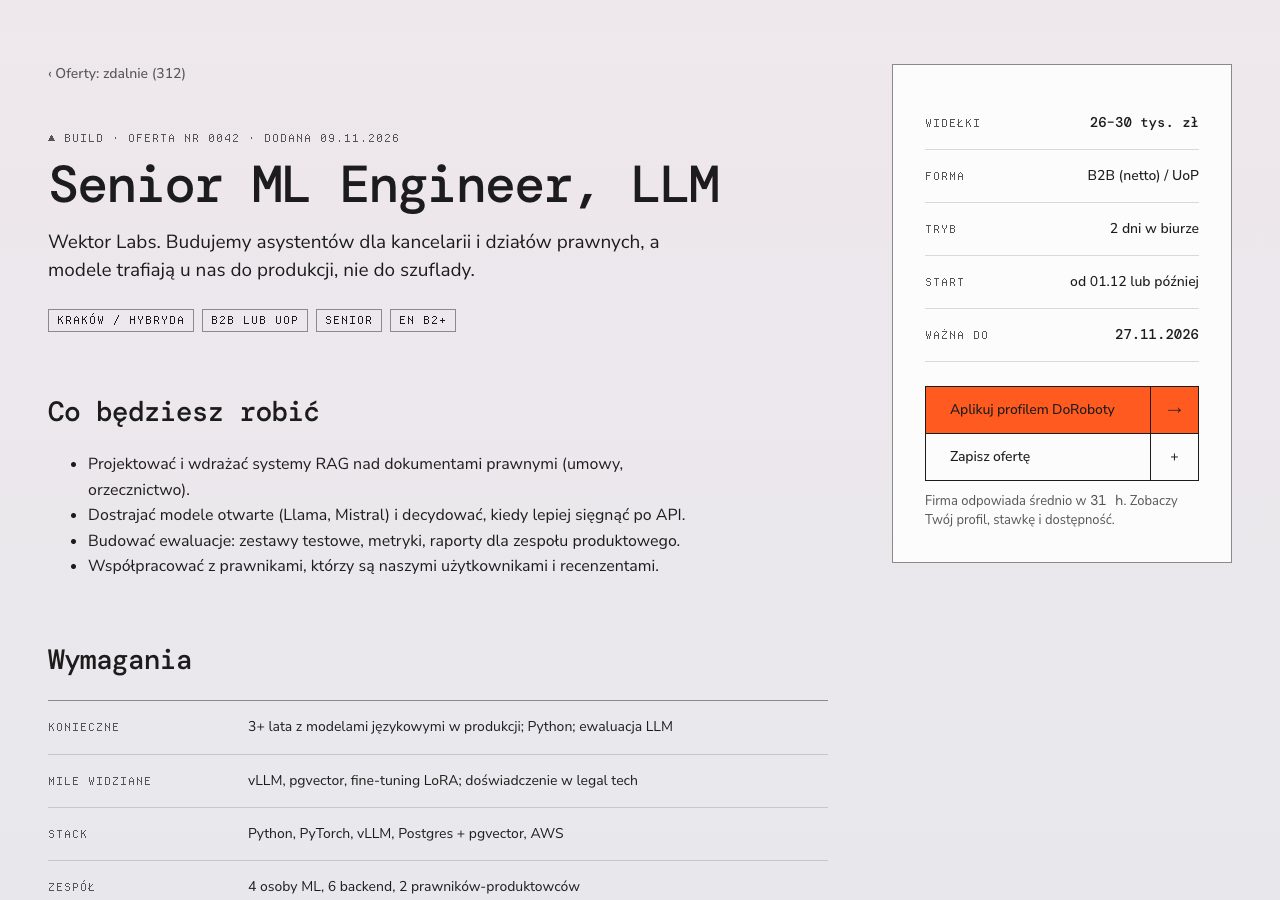 ‹ Oferty: zdalnie (312)
▲ BUILD · OFERTA NR 0042 · DODANA 09.11.2026
Senior ML Engineer, LLM
Wektor Labs. Budujemy asystentów dla kancelarii i działów prawnych, a
modele trafiają u nas do produkcji, nie do szuflady.
KRAKÓW / HYBRYDA B2B LUB UOP SENIOR EN B2+
Co będziesz robić
• Projektować i wdrażać systemy RAG nad dokumentami prawnymi (umowy,
orzecznictwo).
• Dostrajać modele otwarte (Llama, Mistral) i decydować, kiedy lepiej sięgnąć po API.
• Budować ewaluacje: zestawy testowe, metryki, raporty dla zespołu produktowego.
• Współpracować z prawnikami, którzy są naszymi użytkownikami i recenzentami.
Wymagania
KONIECZNE 3+ lata z modelami językowymi w produkcji; Python; ewaluacja LLM
MILE WIDZIANE vLLM, pgvector, fine-tuning LoRA; doświadczenie w legal tech
STACK Python, PyTorch, vLLM, Postgres + pgvector, AWS
ZESPÓŁ 4 osoby ML, 6 backend, 2 prawników-produktowców
WIDEŁKI 26–30 tys. zł
FORMA B2B (netto) / UoP
TRYB 2 dni w biurze
START od 01.12 lub później
WAŻNA DO 27.11.2026
Aplikuj profilem DoRoboty →
Zapisz ofertę +
Firma odpowiada średnio w 31 h. Zobaczy
Twój profil, stawkę i dostępność.